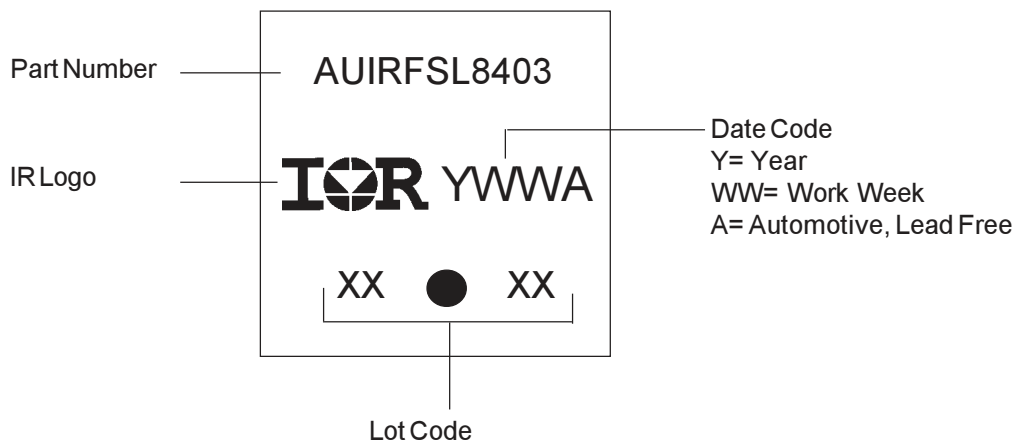 Part Number
AUIRFSL8403
IR Logo
IOR YWWA
Date Code
Y= Year
WW= Work Week
A= Automotive, Lead Free
XX XX
Lot Code